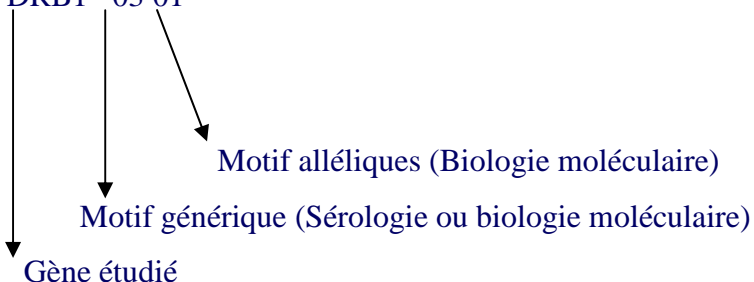 DRB1 03 01
Motif alléliques (Biologie moléculaire)
Motif générique (Sérologie ou biologie moléculaire)
Gène étudié